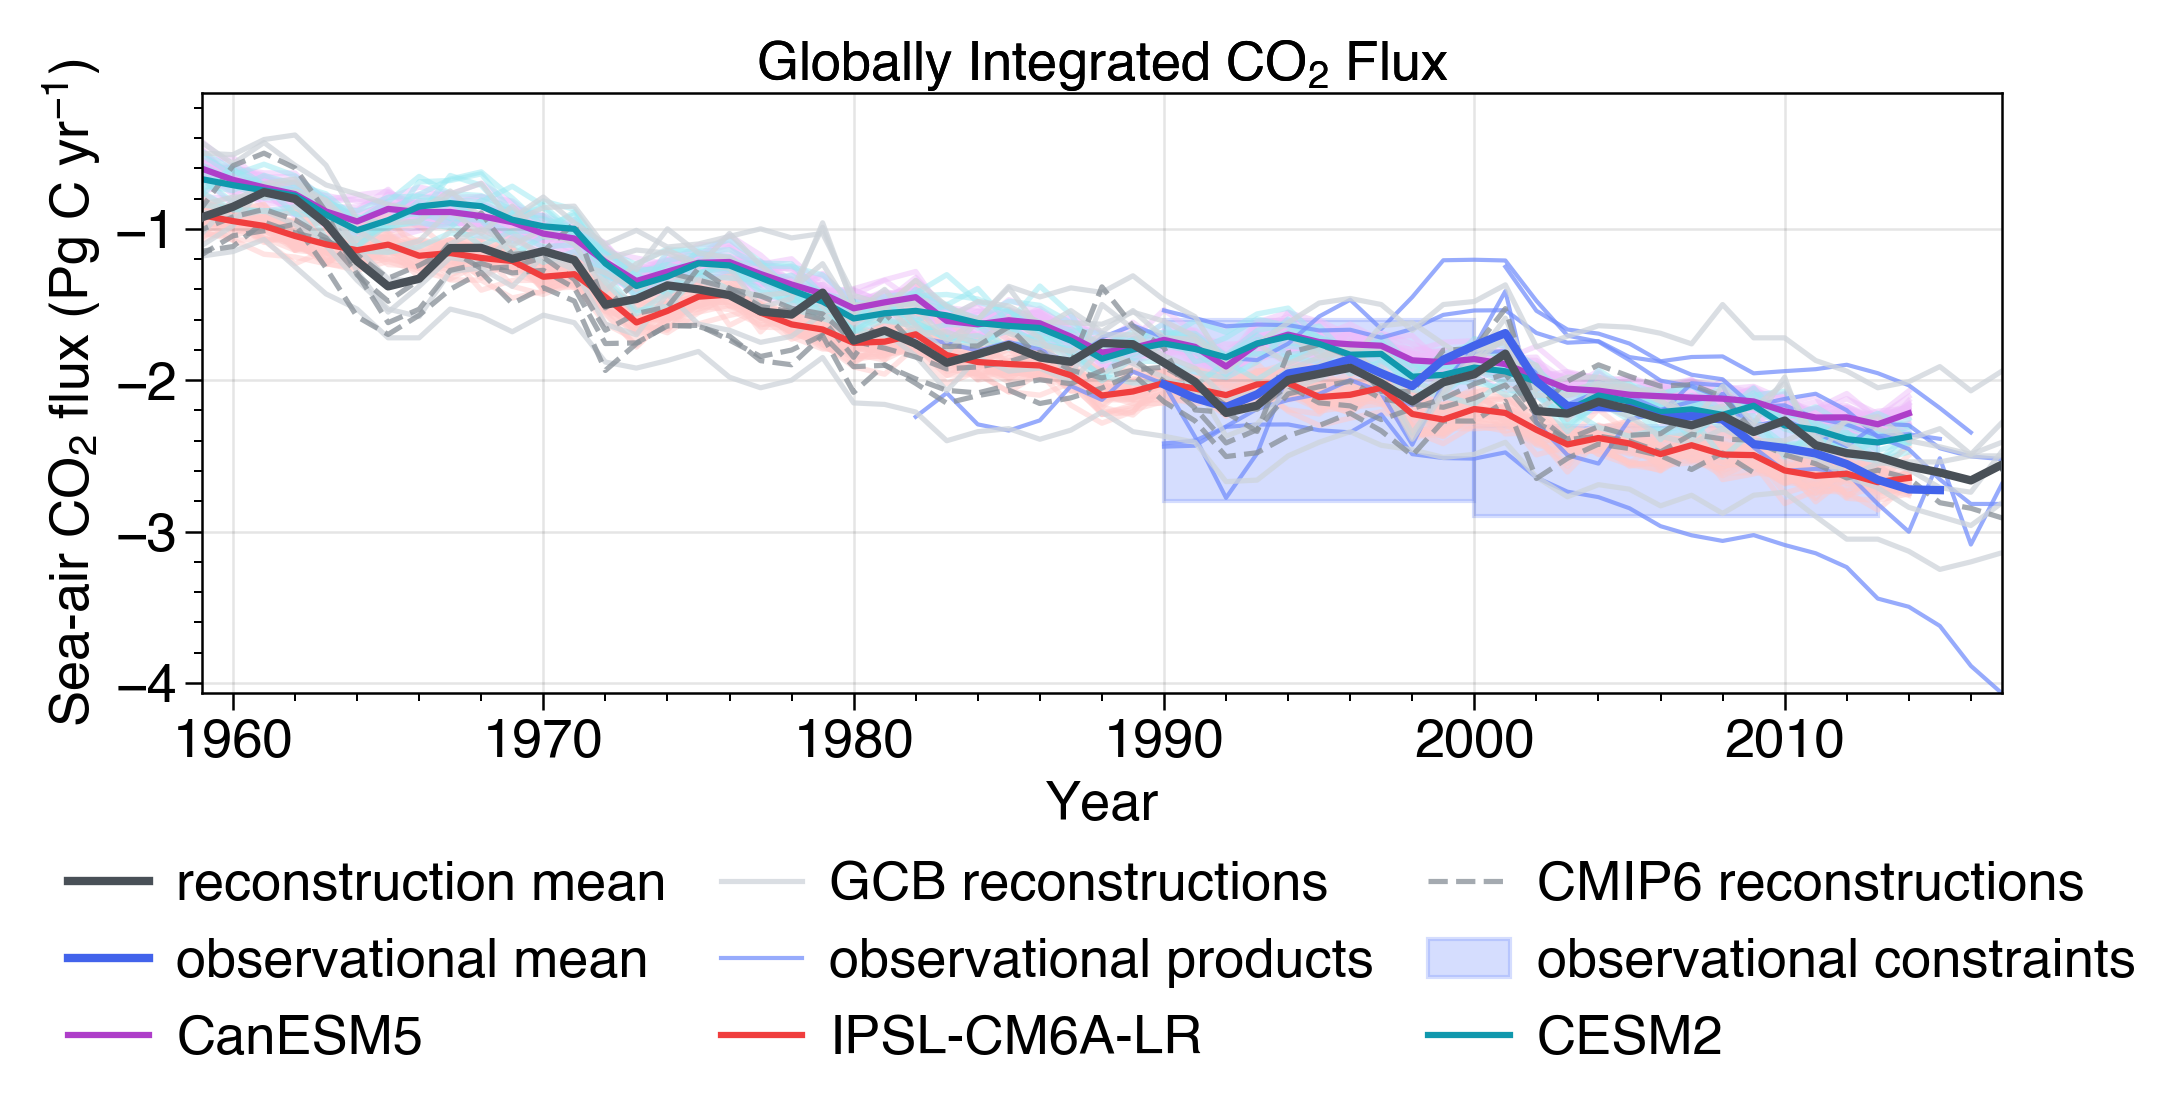 Globally Integrated CO₂ Flux
Sea-air CO₂ flux (Pg C yr⁻¹)
−1
−2
−3
−4
1960 1970 1980 1990 2000 2010
Year
reconstruction mean GCB reconstructions CMIP6 reconstructions
observational mean observational products observational constraints
CanESM5 IPSL-CM6A-LR CESM2